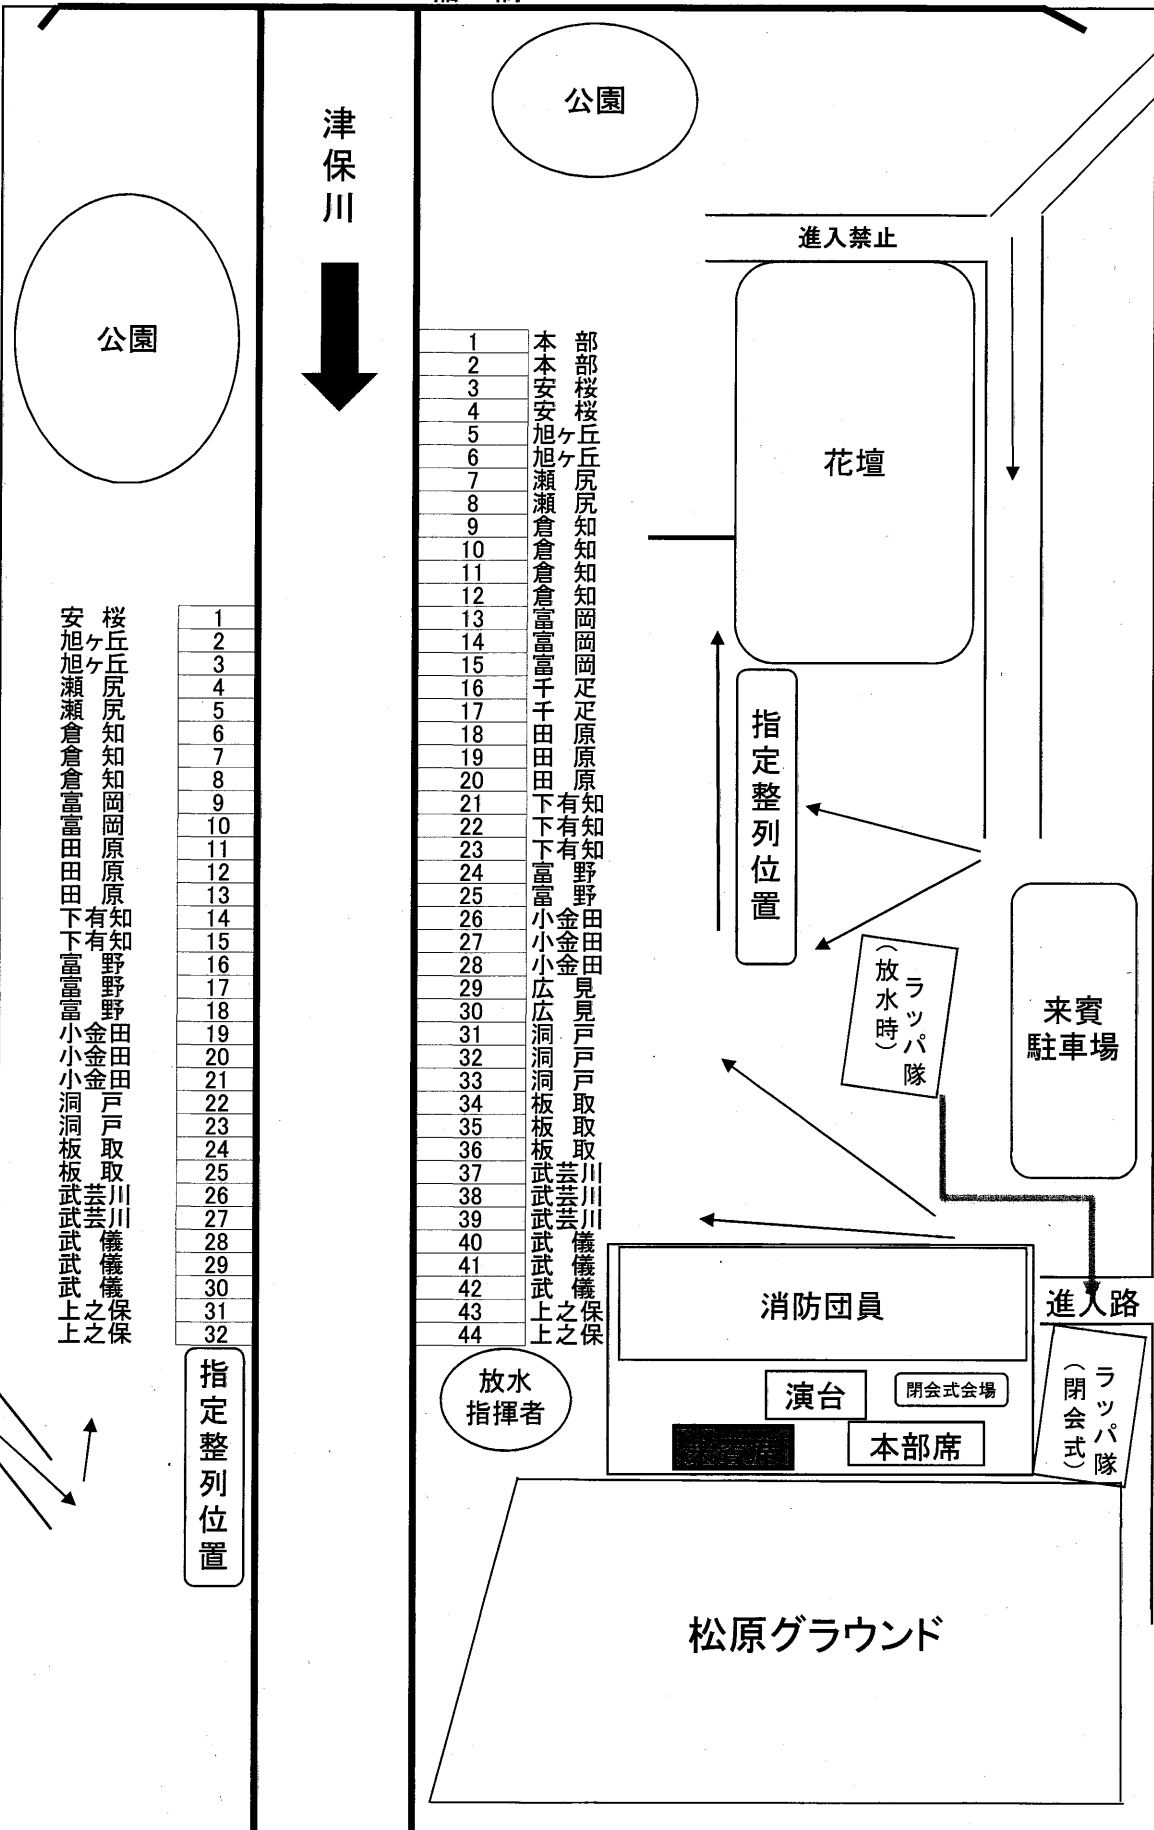 公園
津保川
進入禁止
公園
花壇
1 本部
2 本部
3 安桜
4 安桜
5 旭ヶ丘
6 旭ヶ丘
7 瀬尻
8 瀬尻
9 倉知
10 倉知
11 倉知
12 倉知
13 富岡
14 富岡
15 富岡
16 千疋
17 千疋
18 田原
19 田原
20 田原
21 下有知
22 下有知
23 下有知
24 富野
25 富野
26 小金田
27 小金田
28 小金田
29 広見
30 広見
31 洞戸
32 洞戸
33 洞戸
34 板取
35 板取
36 板取
37 武芸川
38 武芸川
39 武芸川
40 武儀
41 武儀
42 武儀
43 上之保
44 上之保
安桜 1
旭ヶ丘 2
旭ヶ丘 3
瀬尻 4
瀬尻 5
倉知 6
倉知 7
倉知 8
富岡 9
富岡 10
田原 11
田原 12
田原 13
下有知 14
下有知 15
富野 16
富野 17
富野 18
小金田 19
小金田 20
小金田 21
洞戸 22
洞戸 23
板取 24
板取 25
武芸川 26
武芸川 27
武儀 28
武儀 29
武儀 30
上之保 31
上之保 32
指定整列位置
ラッパ隊
(放水時)
来賓
駐車場
消防団員
進入路
放水
指揮者
演台
閉会式会場
本部席
ラッパ隊
(閉会式)
指定整列位置
松原グラウンド